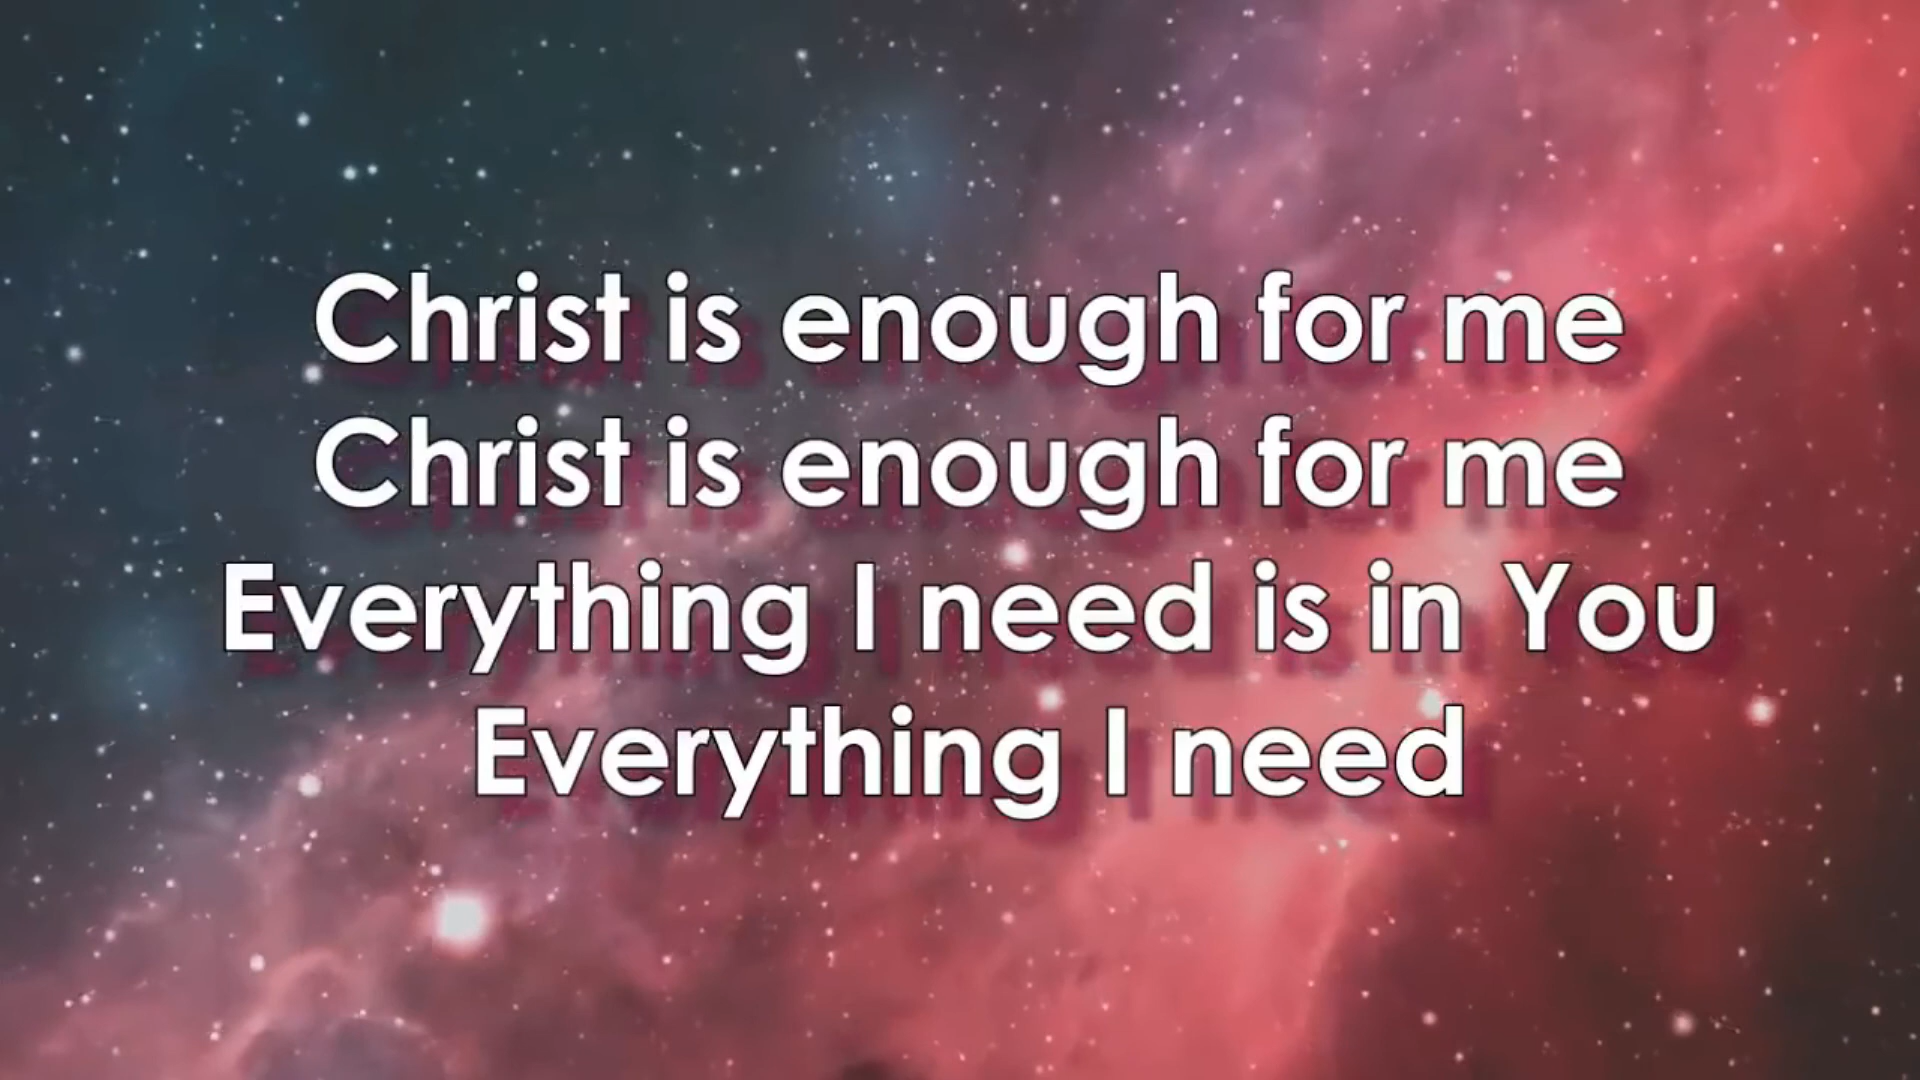 Christ is enough for me
Christ is enough for me
Everything I need is in You
Everything I need